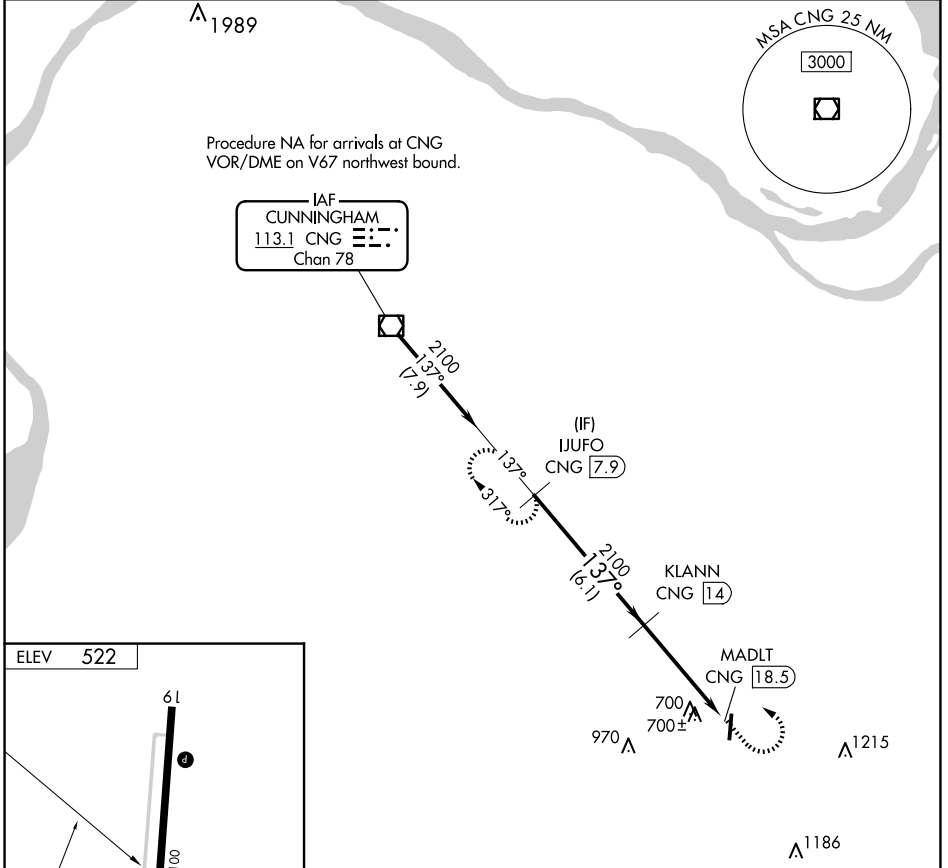 1989
MSA CNG 25 NM
3000
Procedure NA for arrivals at CNG
VOR/DME on V67 northwest bound.
IAF
CUNNINGHAM
113.1 CNG
Chan 78
2100
137°
(7.9)
(IF)
IJUFO
CNG 7.9
137°
317°
2100
137°
(6.1)
KLANN
CNG 14
MADLT
CNG 18.5
700
700±
970
1215
1186
ELEV 522
19
P